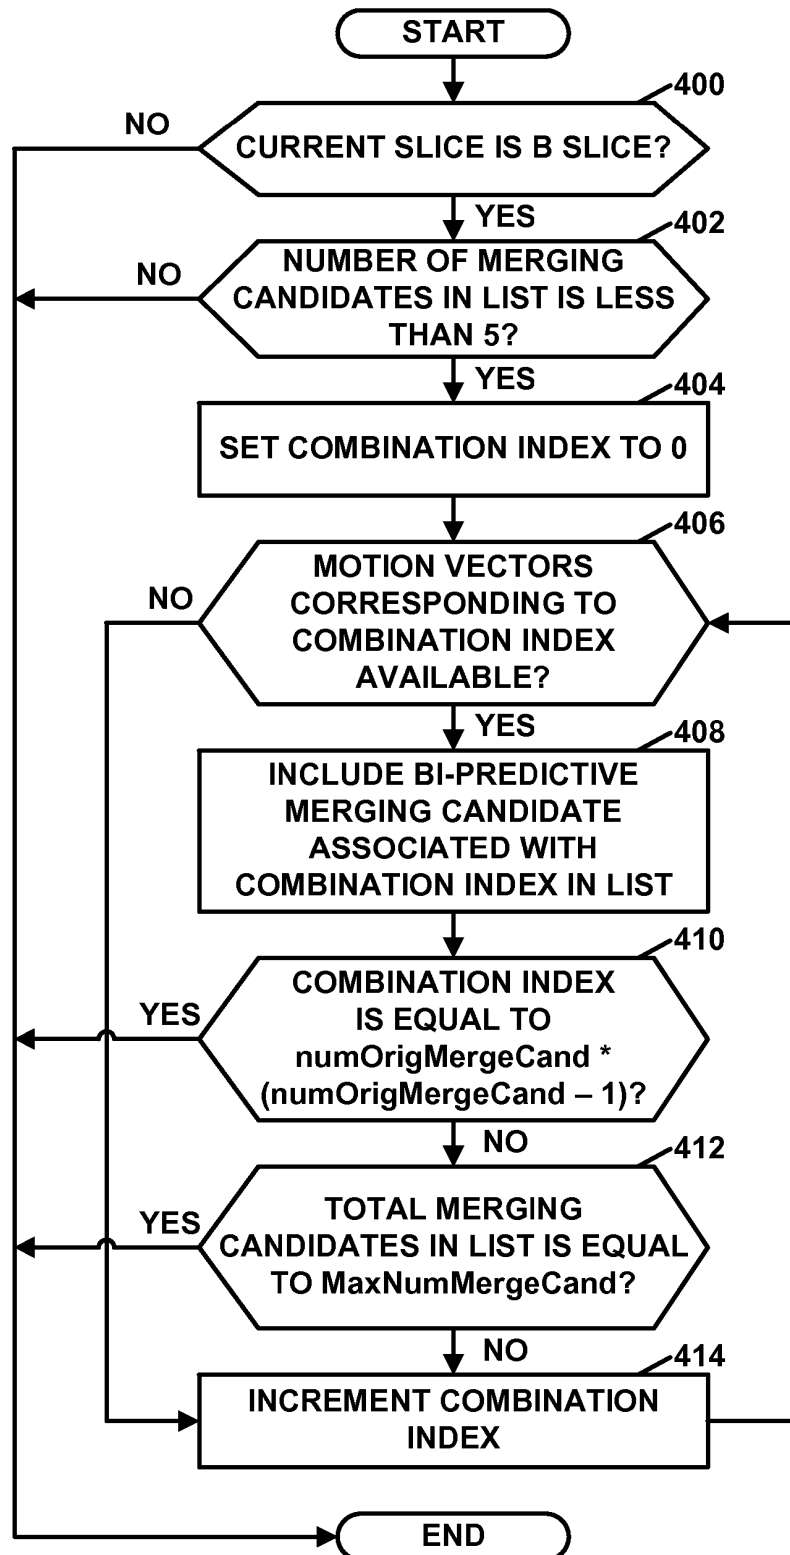 START
400
NO
CURRENT SLICE IS B SLICE?
YES
402
NO
NUMBER OF MERGING
CANDIDATES IN LIST IS LESS
THAN 5?
YES
404
SET COMBINATION INDEX TO 0
406
NO
MOTION VECTORS
CORRESPONDING TO
COMBINATION INDEX
AVAILABLE?
YES
408
INCLUDE BI-PREDICTIVE
MERGING CANDIDATE
ASSOCIATED WITH
COMBINATION INDEX IN LIST
410
YES
COMBINATION INDEX
IS EQUAL TO
numOrigMergeCand *
(numOrigMergeCand – 1)?
NO
412
YES
TOTAL MERGING
CANDIDATES IN LIST IS EQUAL
TO MaxNumMergeCand?
NO
414
INCREMENT COMBINATION
INDEX
END